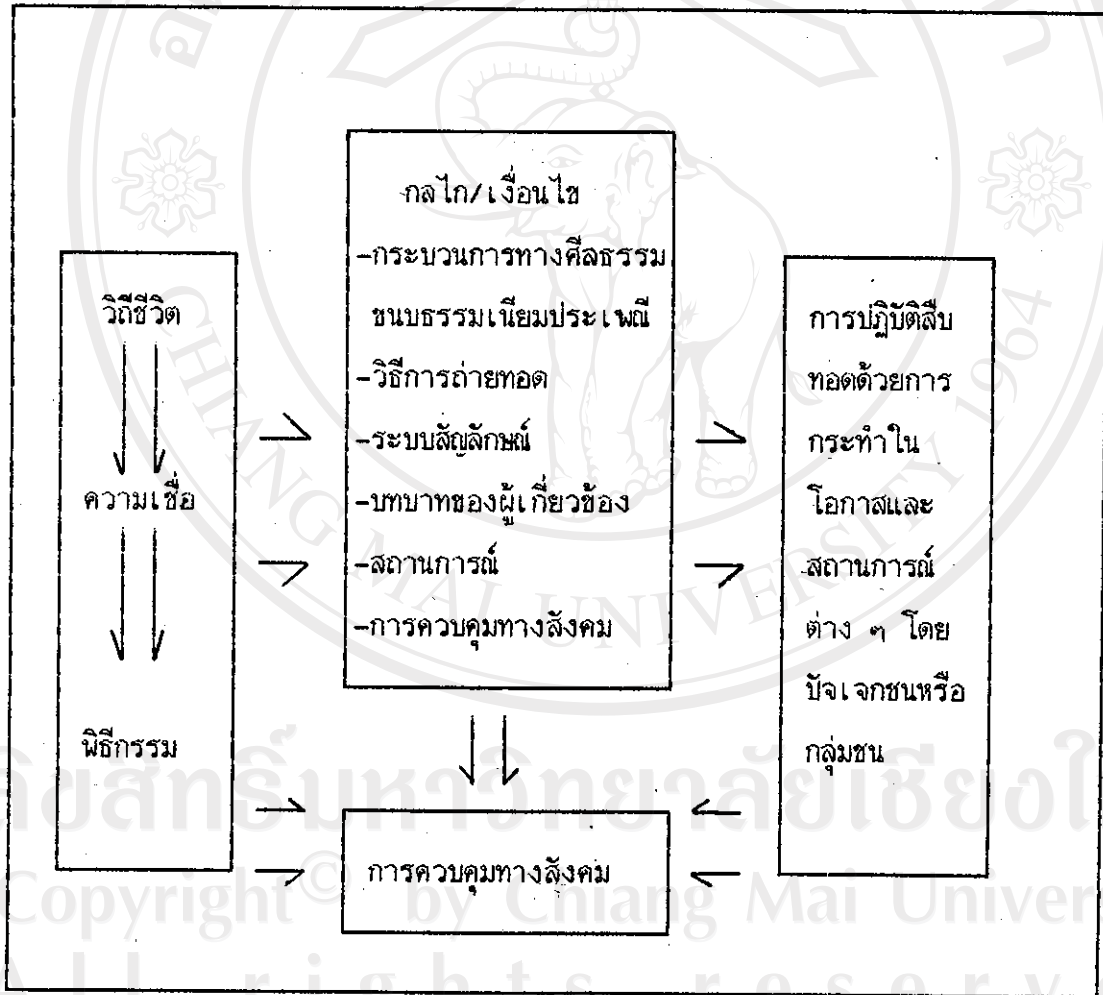 วิถีชีวิต
ความเชื่อ
พิธีกรรม
กลไก/เงื่อนไข
-กระบวนการทางศีลธรรม
ขนบธรรมเนียมประเพณี
-วิธีการถ่ายทอด
-ระบบสัญลักษณ์
-บทบาทของผู้เกี่ยวข้อง
-สถานการณ์
-การควบคุมทางสังคม
การปฏิบัติสืบ
ทอดด้วยการ
กระทำใน
โอกาสและ
สถานการณ์
ต่าง ๆ โดย
ปัจเจกชนหรือ
กลุ่มชน
การควบคุมทางสังคม
CHIANG MAI UNIVERSITY 1964
Copyright © by Chiang Mai
All rights